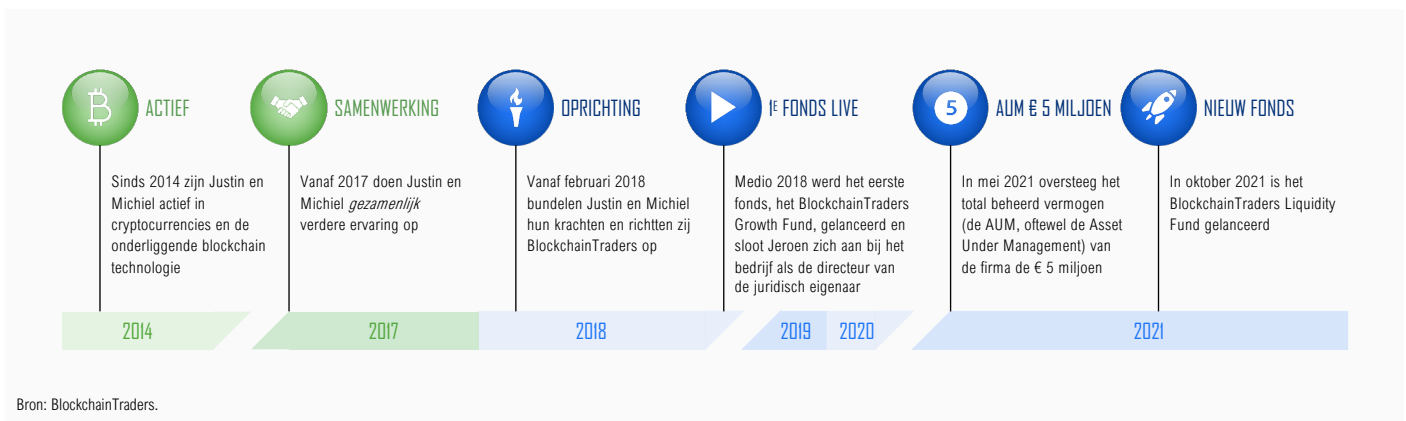 ACTIEF
Sinds 2014 zijn Justin en
Michiel actief in
cryptocurrencies en de
onderliggende blockchain
technologie
SAMENWERKING
Vanaf 2017 doen Justin en
Michiel gezamenlijk
verdere ervaring op
OPRICHTING
Vanaf februari 2018
bundelen Justin en Michiel
hun krachten en richtten zij
BlockchainTraders op
1E FONDS LIVE
Medio 2018 werd het eerste
fonds, het BlockchainTraders
Growth Fund, gelanceerd en
sloot Jeroen zich aan bij het
bedrijf als de directeur van
de juridisch eigenaar
5
AUM € 5 MILJOEN
In mei 2021 oversteeg het
total beheerd vermogen
(de AUM, oftewel de Asset
Under Management) van
de firma de € 5 miljoen
NIEUW FONDS
In oktober 2021 is het
BlockchainTraders Liquidity
Fund gelanceerd
2014
2017
2018
2019
2020
2021
Bron: BlockchainTraders.